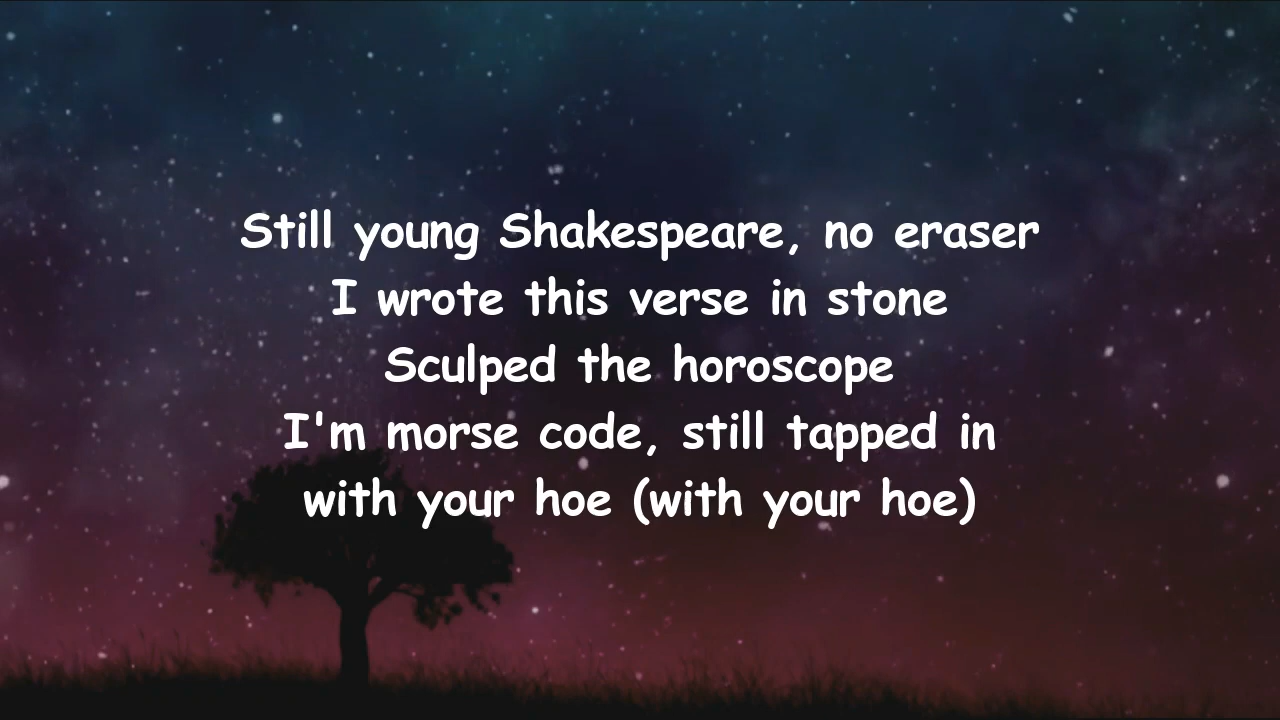 Still young Shakespeare, no eraser
I wrote this verse in stone
Sculped the horoscope
I'm morse code, still tapped in
with your hoe (with your hoe)